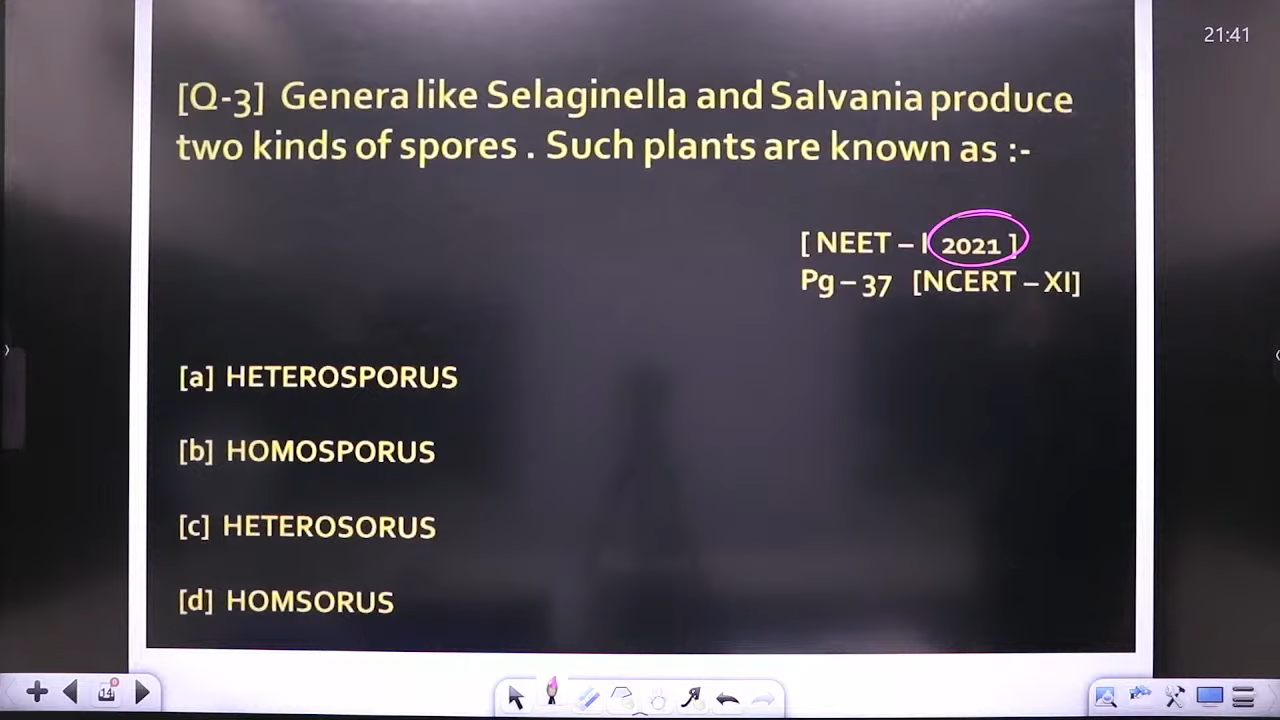 21:41
[Q-3] Genera like Selaginella and Salvania produce
two kinds of spores . Such plants are known as :-
[ NEET – I 2021 ]
Pg – 37 [NCERT – XI]
[a] HETEROSPORUS
[b] HOMOSPORUS
[c] HETEROSORUS
[d] HOMSORUS
14